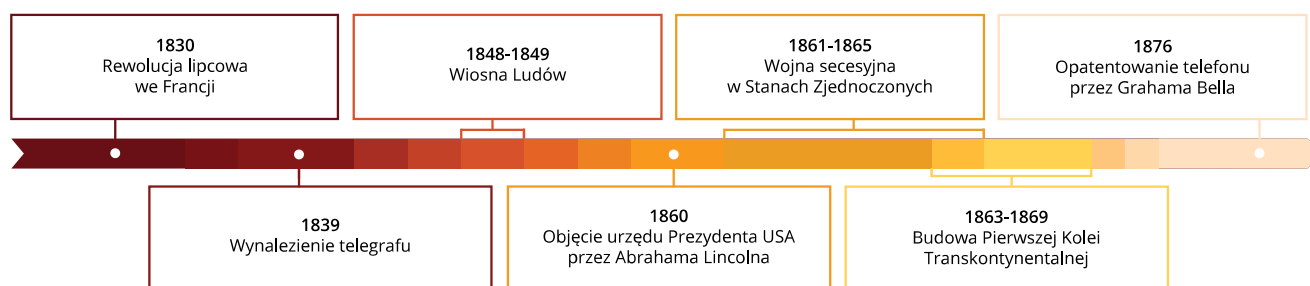 1830
Rewolucja lipcowa
we Francji
1848-1849
Wiosna Ludów
1861-1865
Wojna secesyjna
w Stanach Zjednoczonych
1876
Opatentowanie telefonu
przez Grahama Bella
1839
Wynalezienie telegrafu
1860
Objęcie urzędu Prezydenta USA
przez Abrahama Lincolna
1863-1869
Budowa Pierwszej Kolei
Transkontynentalnej